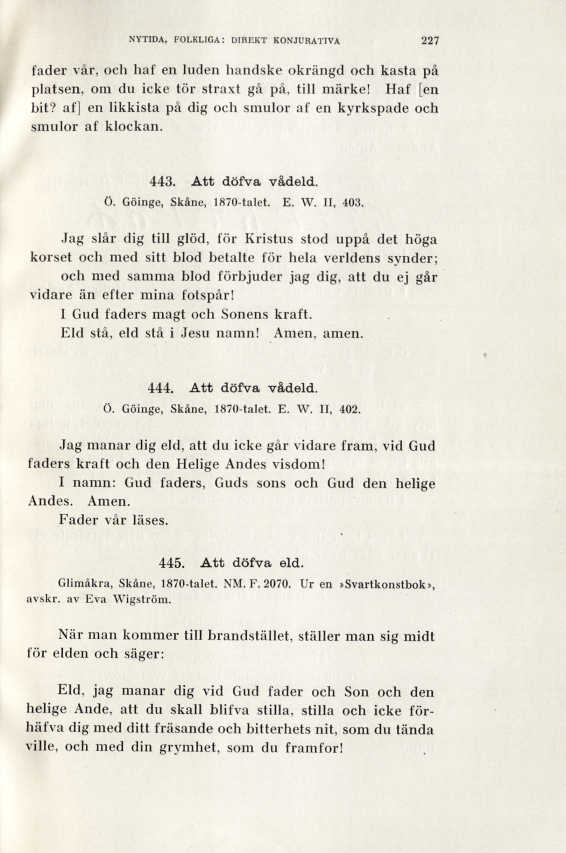 NYTIDA, FOLKLIGA: DIREKT KONJURATIVA 227
fader vår, och haf en luden handske okrängd och kasta på
platsen, om du icke tör straxt gå på, till märke! Haf [en
bit? af] en likkista på dig och smulor af en kyrkspade och
smulor af klockan.
443. Att döfva vådeld.
Ö. Göinge, Skåne, 1870-talet. E. W. II, 403.
Jag slår dig till glöd, för Kristus stod uppå det höga
korset och med sitt blod betalte för hela verldens synder;
och med samma blod förbjuder jag dig, att du ej går
vidare än efter mina fotspår!
I Gud faders magt och Sonens kraft.
Eld stå, eld stå i Jesu namn! Amen, amen.
444. Att döfva vådeld.
Ö. Göinge, Skåne, 1870-talet. E. W. II, 402.
Jag manar dig eld, att du icke går vidare fram, vid Gud
faders kraft och den Helige Andes visdom!
I namn: Gud faders, Guds sons och Gud den helige
Andes. Amen.
Fader vår läses.
445. Att döfva eld.
Glimåkra, Skåne, 1870-talet. NM. F. 2070. Ur en »Svartkonstbok»,
avskr. av Eva Wigström.
När man kommer till brandstället, ställer man sig midt
för elden och säger:
Eld, jag manar dig vid Gud fader och Son och den
helige Ande, att du skall blifva stilla, stilla och icke för-
häfva dig med ditt fräsande och bitterhets nit, som du tända
ville, och med din grymhet, som du framfor!